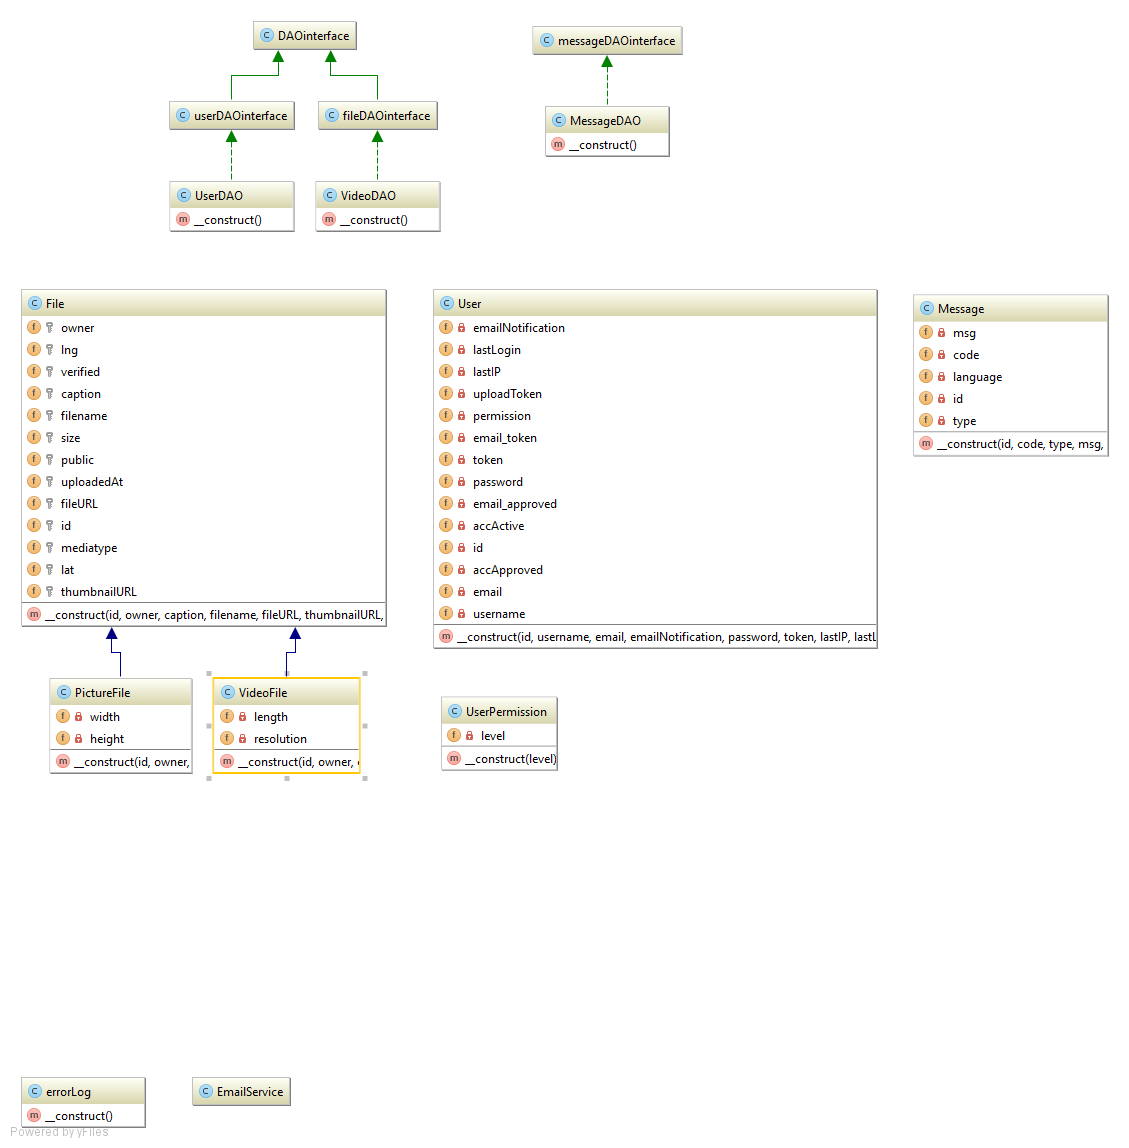 DAOinterface
messageDAOinterface
userDAOinterface
fileDAOinterface
MessageDAO
__construct()
UserDAO
__construct()
VideoDAO
__construct()
File
owner
lng
verified
caption
filename
size
public
uploadedAt
fileURL
id
mediatype
lat
thumbnailURL
__construct(id, owner, caption, filename, fileURL, thumbnailURL,
User
emailNotification
lastLogin
lastIP
uploadToken
permission
email_token
token
password
email_approved
accActive
id
accApproved
email
username
__construct(id, username, email, emailNotification, password, token, lastIP, lastL
Message
msg
code
language
id
type
__construct(id, code, type, msg,
PictureFile
width
height
__construct(id, owner,
VideoFile
length
resolution
__construct(id, owner,
UserPermission
level
__construct(level)
errorLog
__construct()
EmailService
Powered by yFiles